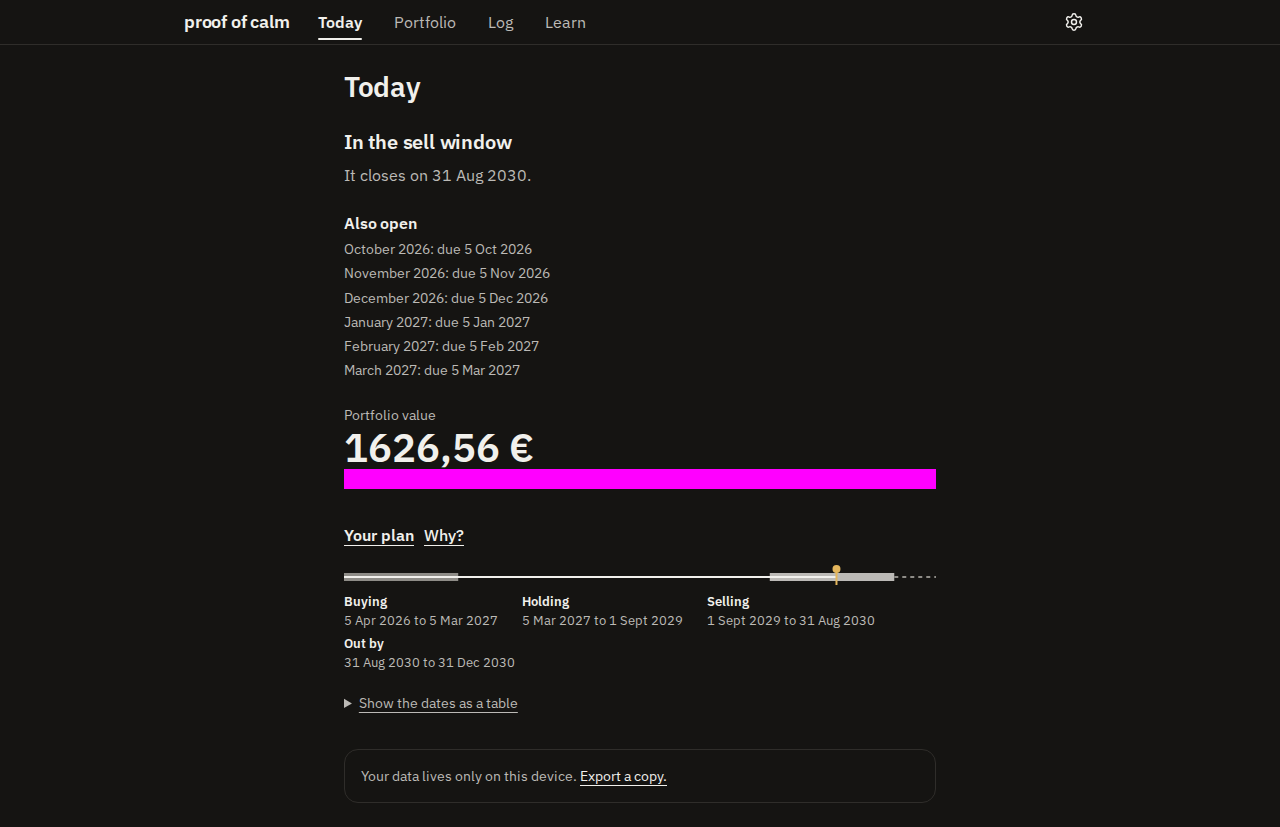 proof of calm Today Portfolio Log Learn
Today
In the sell window
It closes on 31 Aug 2030.
Also open
October 2026: due 5 Oct 2026
November 2026: due 5 Nov 2026
December 2026: due 5 Dec 2026
January 2027: due 5 Jan 2027
February 2027: due 5 Feb 2027
March 2027: due 5 Mar 2027
Portfolio value
1626,56 €
Your plan Why?
Buying Holding Selling
5 Apr 2026 to 5 Mar 2027 5 Mar 2027 to 1 Sept 2029 1 Sept 2029 to 31 Aug 2030
Out by
31 Aug 2030 to 31 Dec 2030
Show the dates as a table
Your data lives only on this device. Export a copy.